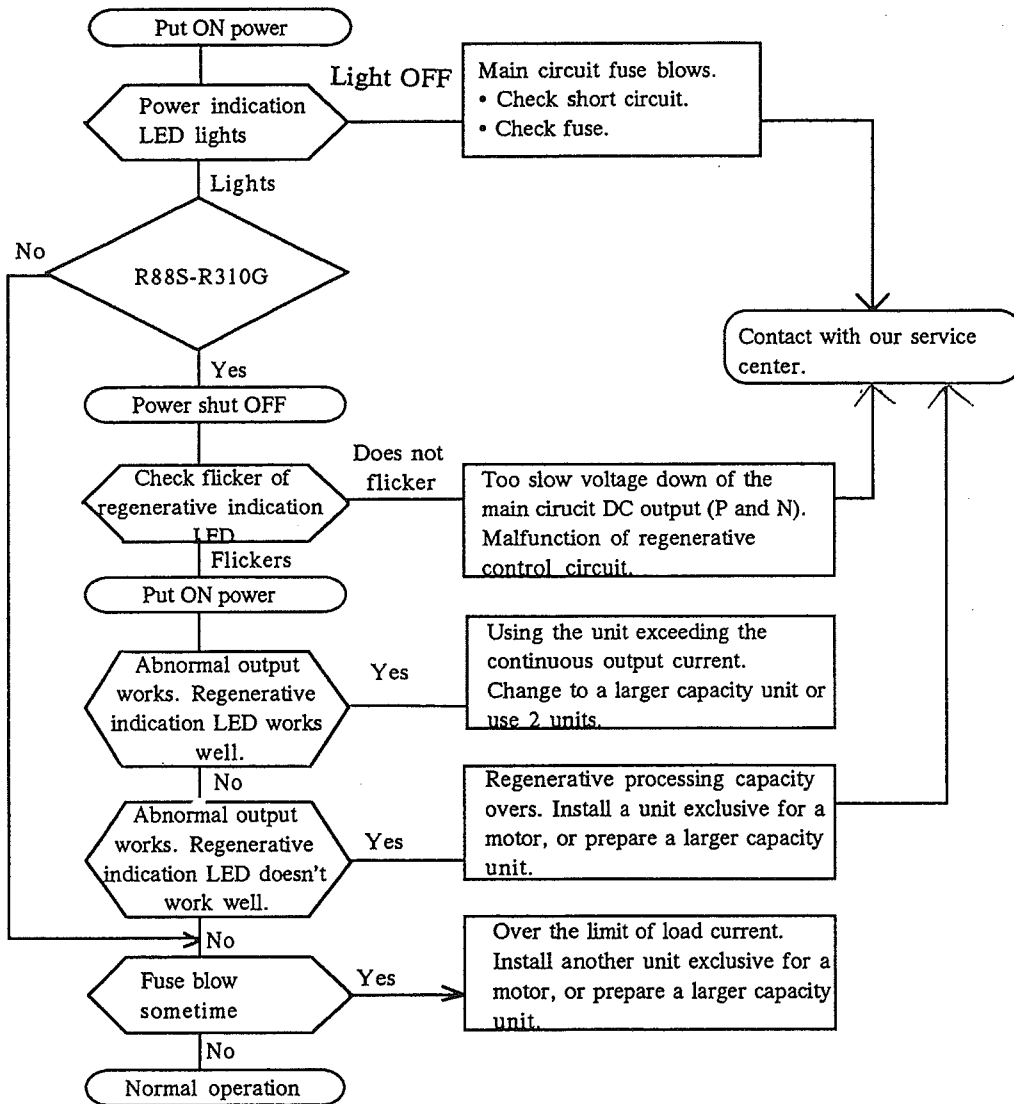 Put ON power
Light OFF
Main circuit fuse blows.
• Check short circuit.
• Check fuse.
Power indication
LED lights
Lights
No
R88S-R310G
Contact with our service
center.
Yes
Power shut OFF
Does not
flicker
Check flicker of
regenerative indication
LED
Too slow voltage down of the
main cirucit DC output (P and N).
Malfunction of regenerative
control circuit.
Flickers
Put ON power
Abnormal output
works. Regenerative
indication LED works
well.
Yes
Using the unit exceeding the
continuous output current.
Change to a larger capacity unit or
use 2 units.
No
Abnormal output
works. Regenerative
indication LED doesn't
work well.
Yes
Regenerative processing capacity
overs. Install a unit exclusive for a
motor, or prepare a larger capacity
unit.
No
Fuse blow
sometime
Yes
Over the limit of load current.
Install another unit exclusive for a
motor, or prepare a larger capacity
unit.
No
Normal operation